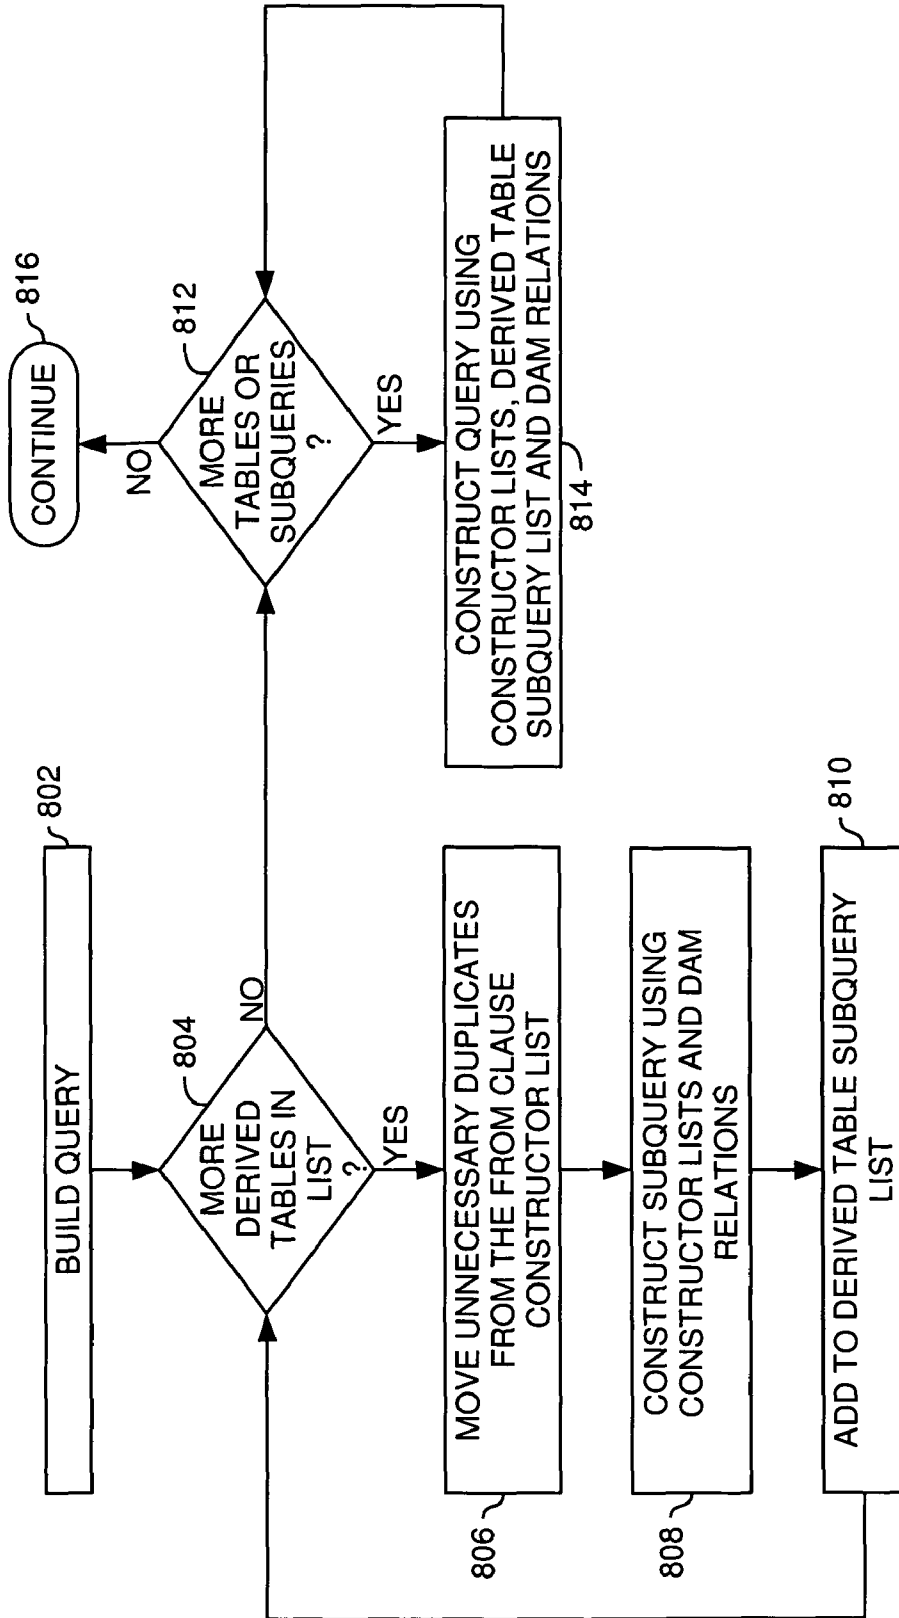 BUILD QUERY
802
MORE
DERIVED
TABLES IN
LIST
?
804
NO
YES
MOVE UNNECESSARY DUPLICATES
FROM THE FROM CLAUSE
CONSTRUCTOR LIST
806
CONSTRUCT SUBQUERY USING
CONSTRUCTOR LISTS AND DAM
RELATIONS
808
ADD TO DERIVED TABLE SUBQUERY
LIST
810
CONTINUE
816
NO
MORE
TABLES OR
SUBQUERIES
?
812
YES
CONSTRUCT QUERY USING
CONSTRUCTOR LISTS, DERIVED TABLE
SUBQUERY LIST AND DAM RELATIONS
814